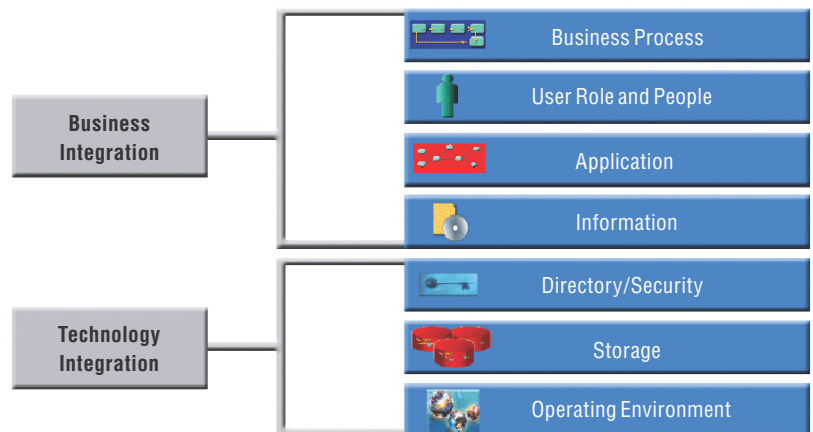 Business Process
User Role and People
Business
Integration
Application
Information
Directory/Security
Technology
Integration
Storage
Operating Environment